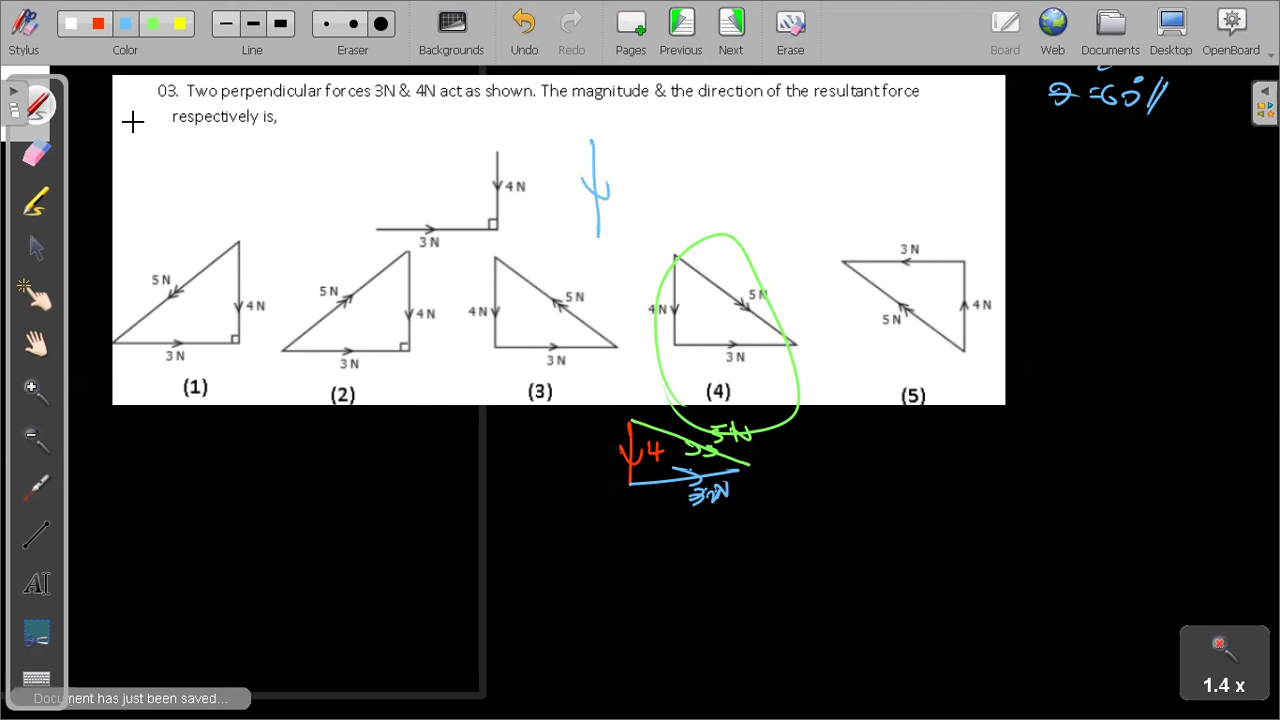 Stylus
Color
Line
Eraser
Backgrounds
Undo
Redo
Pages
Previous
Next
Erase
Board
Web
Documents
Desktop
OpenBoard
03. Two perpendicular forces 3N & 4N act as shown. The magnitude & the direction of the resultant force
respectively is,
4 N
3 N
5 N
4 N
3 N
(1)
5 N
4 N
3 N
(2)
4 N
5 N
3 N
(3)
4 N
5 N
3 N
(4)
3 N
4 N
5 N
(5)
4
5N
3N
Document has just been saved...
1.4 x